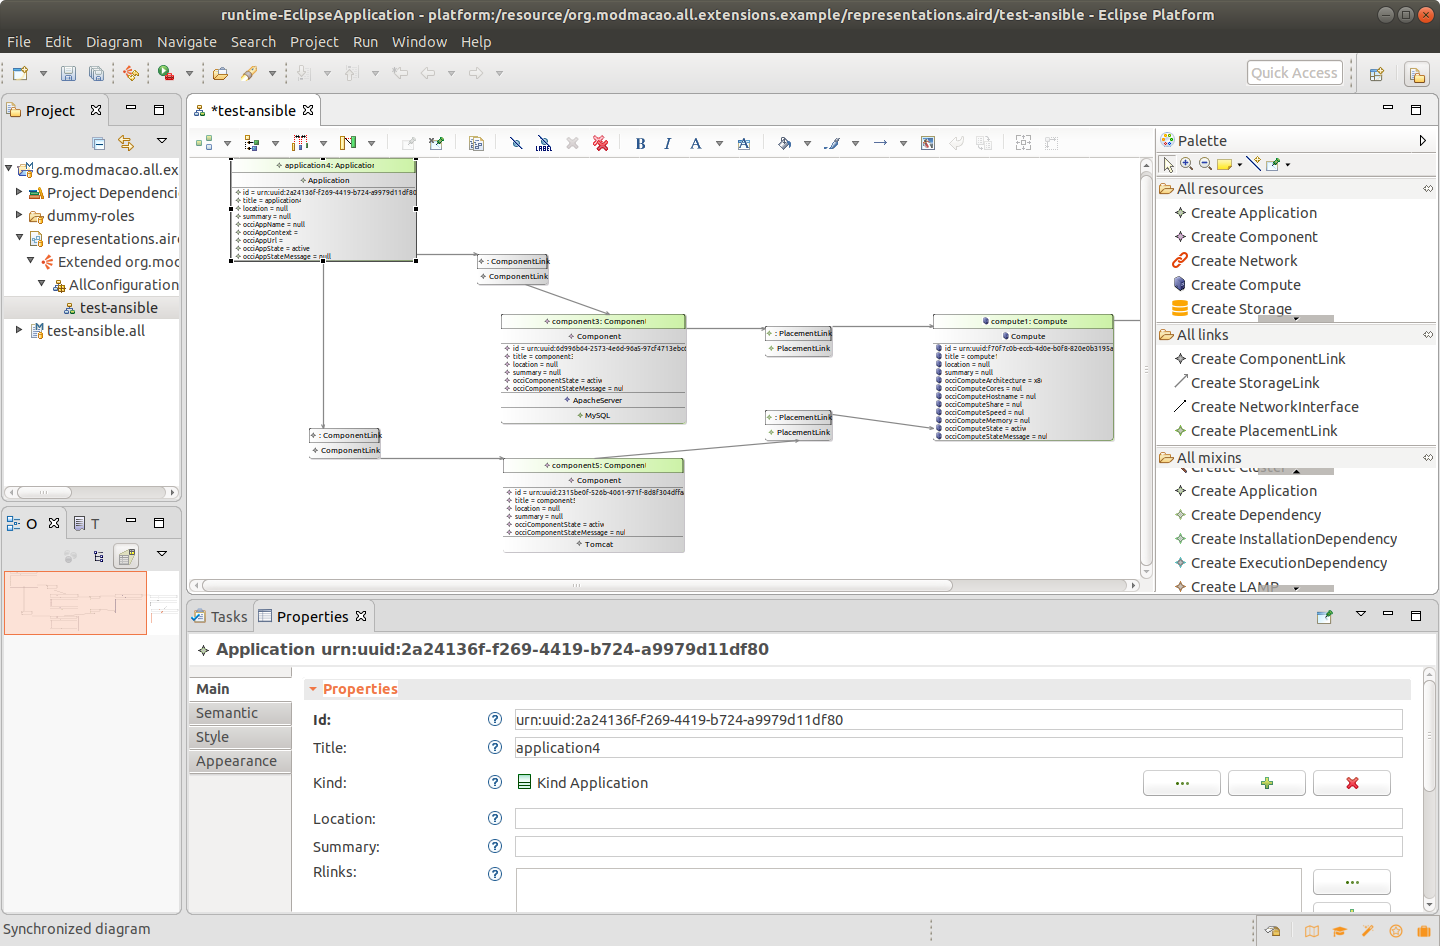 runtime-EclipseApplication - platform:/resource/org.modmacao.all.extensions.example/representations.aird/test-ansible - Eclipse Platform
File Edit Diagram Navigate Search Project Run Window Help
Quick Access
Project
org.modmacao.all.ex
Project Dependenci
dummy-roles
representations.aird
Extended org.mod
AllConfiguration
test-ansible
test-ansible.all
O
T
*test-ansible
LABEL
B I A A
application4: Application
Application
id = urn:uuid:2a24136f-f269-4419-b724-a9979d11df80
title = application4
location = null
summary = null
occiAppName = null
occiAppContext =
occiAppUrl =
occiAppState = active
occiAppStateMessage = null
: ComponentLink
ComponentLink
component3: Component
Component
id = urn:uuid:6d996b64-2573-4e6d-96a5-97cf4713ebcd
title = component3
location = null
summary = null
occiComponentState = active
occiComponentStateMessage = nul
ApacheServer
MySQL
: PlacementLink
PlacementLink
compute1: Compute
Compute
id = urn:uuid:f70f7c0b-eccb-4d0e-b0f8-820e0b3195a
title = compute1
location = null
summary = null
occiComputeArchitecture = x8
occiComputeCores = null
occiComputeHostname = null
occiComputeShare = null
occiComputeSpeed = null
occiComputeMemory = null
occiComputeState = active
occiComputeStateMessage = nul
: PlacementLink
PlacementLink
: ComponentLink
ComponentLink
component5: Component
Component
id = urn:uuid:2315be0f-526b-4061-971f-8d8f304dffa
title = component5
location = null
summary = null
occiComponentState = active
occiComponentStateMessage = nul
Tomcat
Palette
All resources
Create Application
Create Component
Create Network
Create Compute
Create Storage
All links
Create ComponentLink
Create StorageLink
Create NetworkInterface
Create PlacementLink
All mixins
Create Cluster
Create Application
Create Dependency
Create InstallationDependency
Create ExecutionDependency
Create LAMP
Tasks
Properties
Application urn:uuid:2a24136f-f269-4419-b724-a9979d11df80
Main
Semantic
Style
Appearance
Properties
Id: urn:uuid:2a24136f-f269-4419-b724-a9979d11df80
Title: application4
Kind: Kind Application
Location:
Summary:
Rlinks:
Synchronized diagram